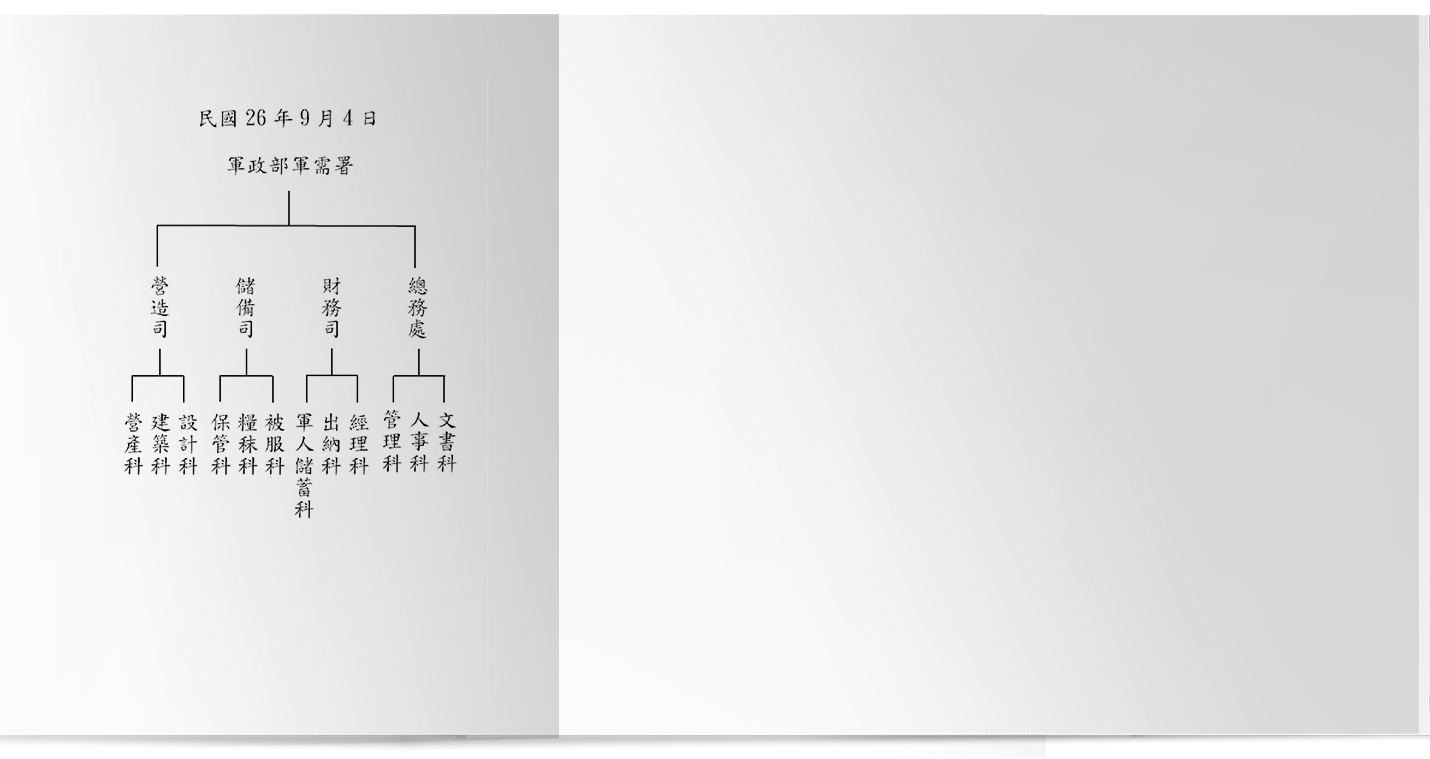 民國 26 年 9 月 4 日
軍政部軍需署
總務處
財務司
儲備司
營造司
文書科
人事科
管理科
經理科
出納科
軍人儲蓄科
被服科
糧秣科
保管科
設計科
建築科
營產科